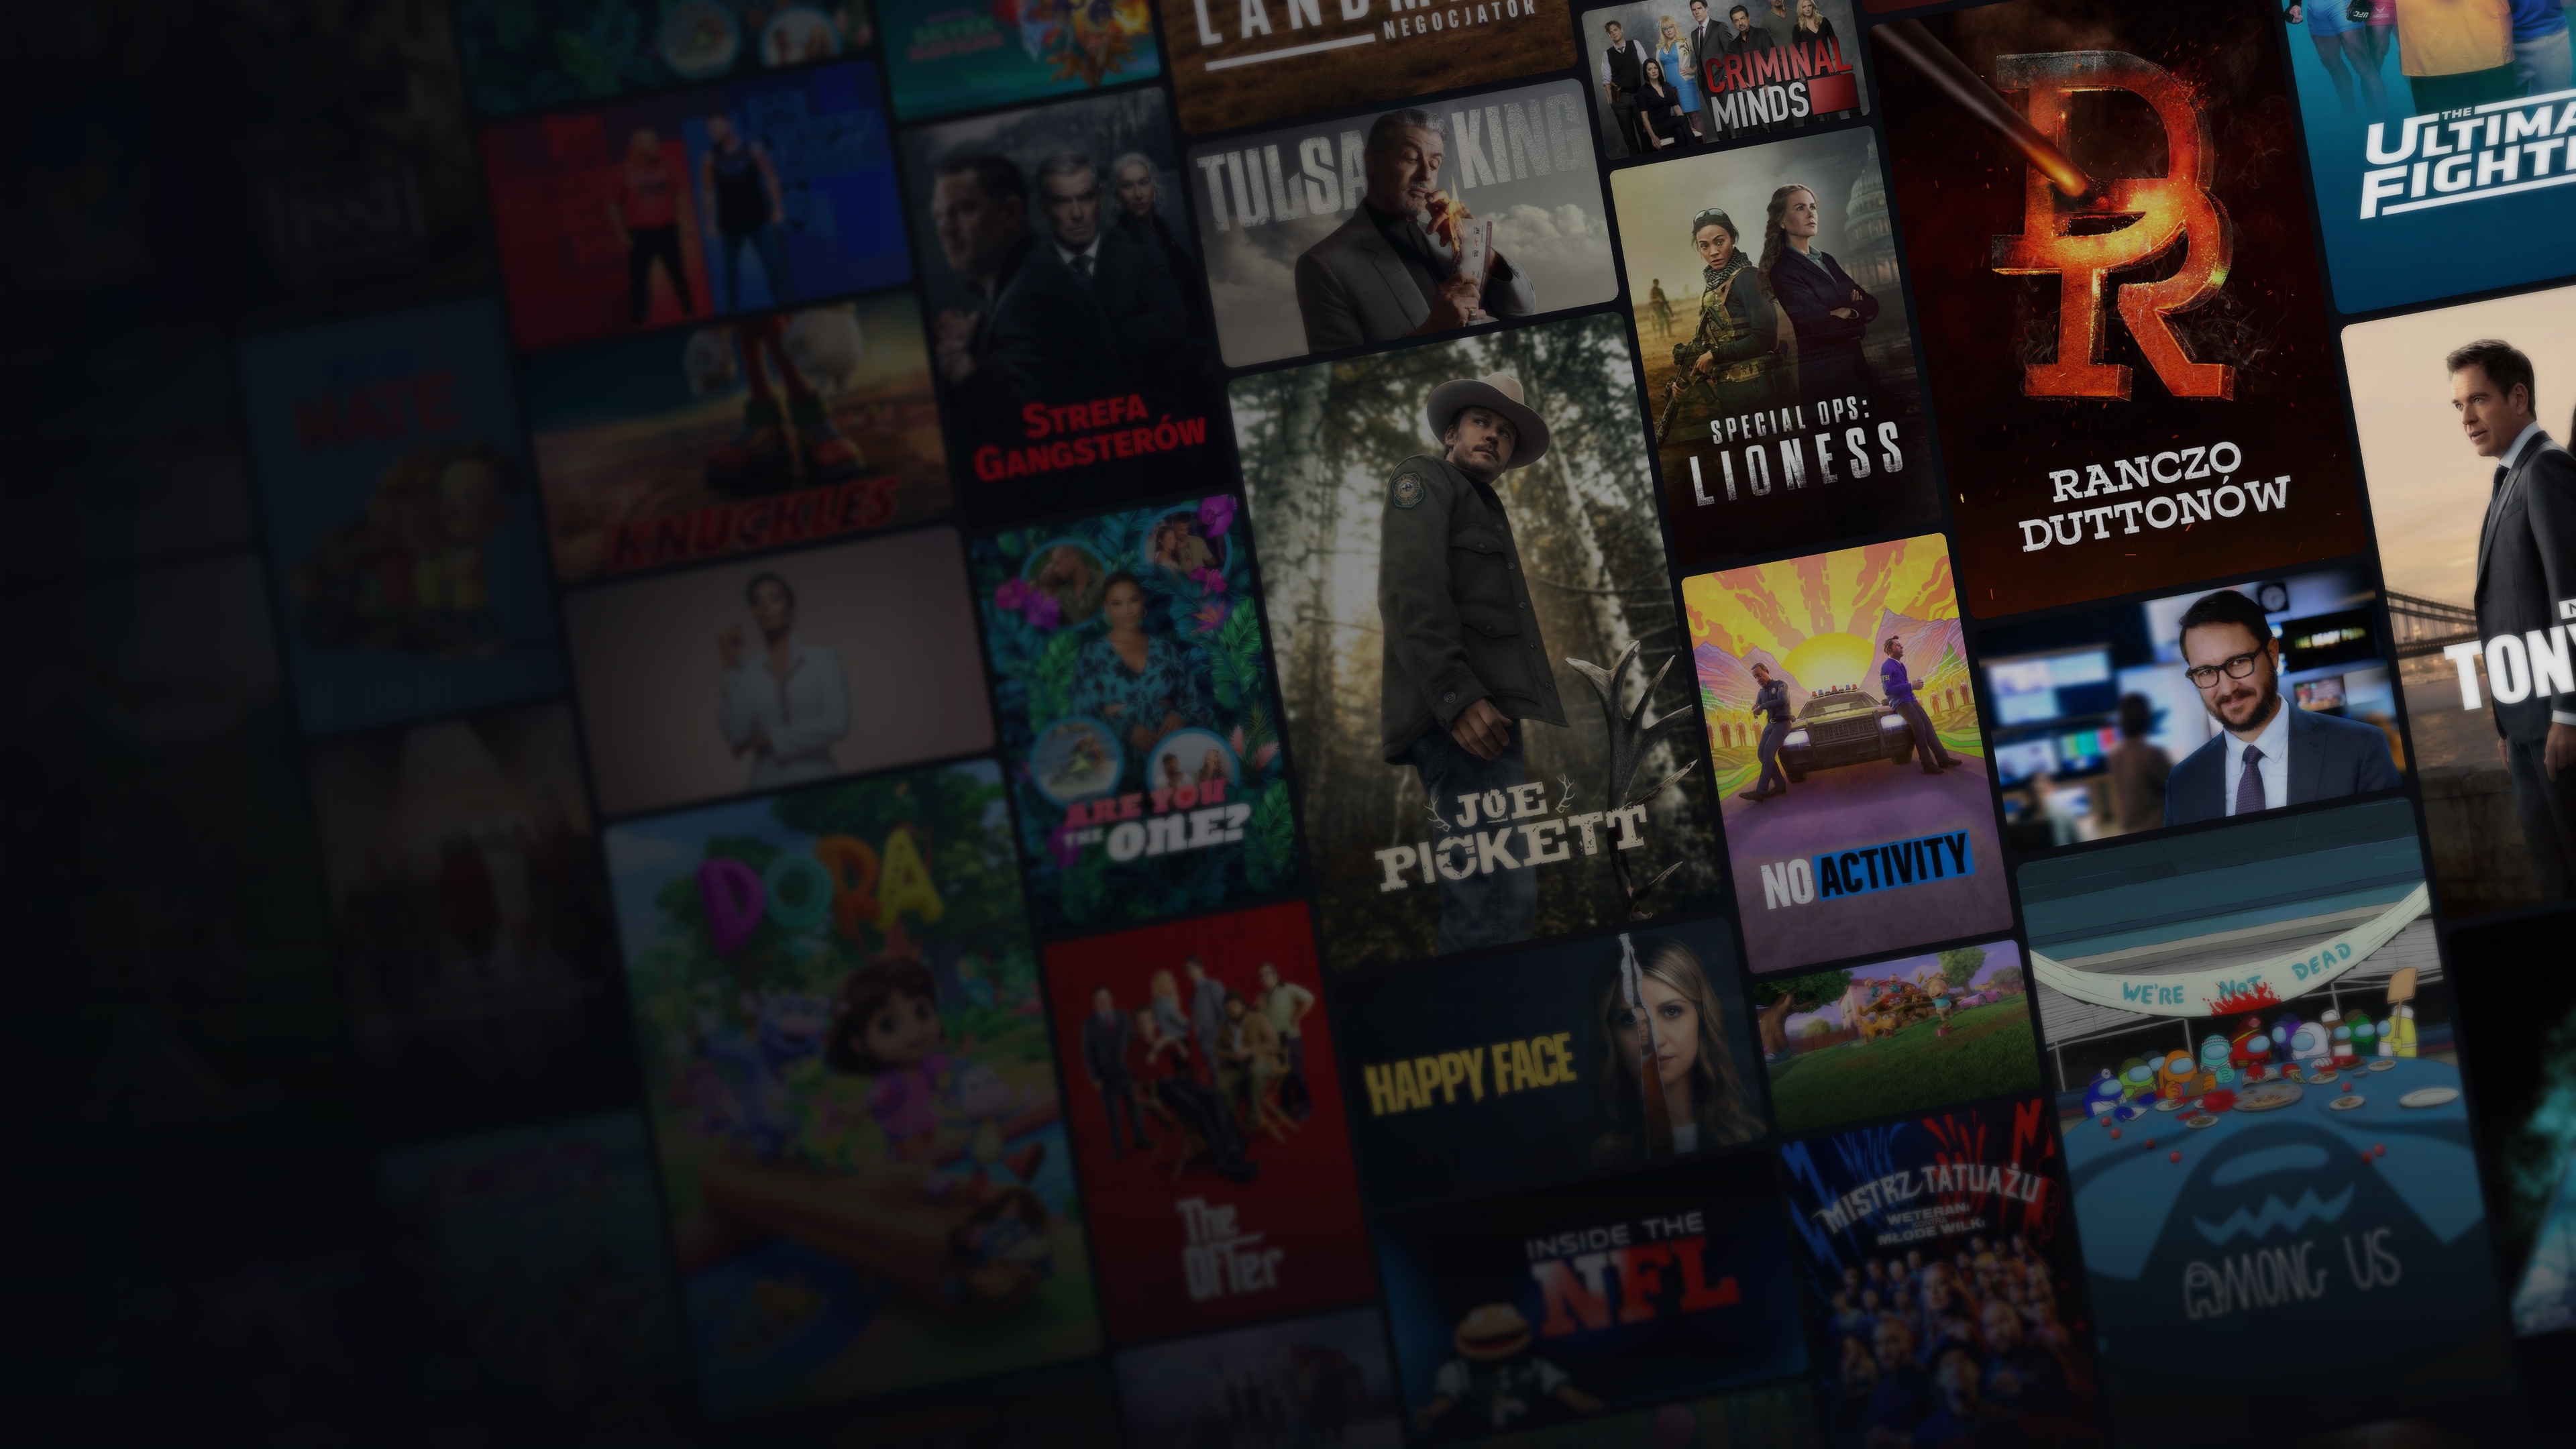 NEGOCJATOR
CRIMINAL
MINDS
THE
TULSA KING
STREFA
GANGSTERÓW
SPECIAL OPS:
LIONESS
RANCZO
DUTTONÓW
KNUCKLES
ARE YOU
THE ONE?
JOE
PICKETT
NO ACTIVITY
DORA
WE'RE NOT DEAD
HAPPY FACE
The
Offer
INSIDE THE
NFL
MISTRZ TATUAŻU
WETERANI
MŁODE WILKI
AMONG US